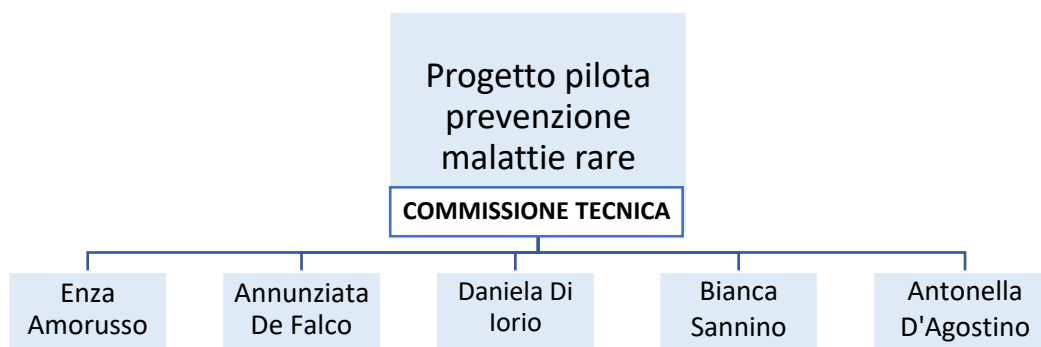 Progetto pilota
prevenzione
malattie rare
COMMISSIONE TECNICA
Enza
Amorusso
Annunziata
De Falco
Daniela Di
Iorio
Bianca
Sannino
Antonella
D'Agostino